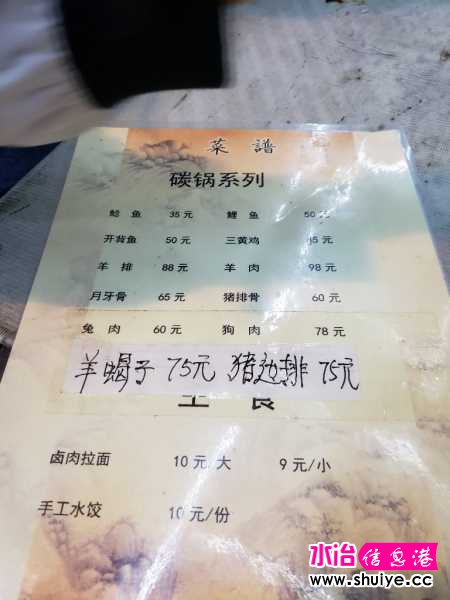 菜 譜
碳锅系列
鲶鱼 35元 鲤鱼 50元
开背鱼 50元 三黄鸡 5元
羊排 88元 羊肉 98元
月牙骨 65元 猪排骨 60元
兔肉 60元 狗肉 78元
羊蝎子 75元 猪边排 75元
主食
卤肉拉面 10元/大 9元/小
手工水饺 10元/份
水冶信息港
www.shuiye.cc